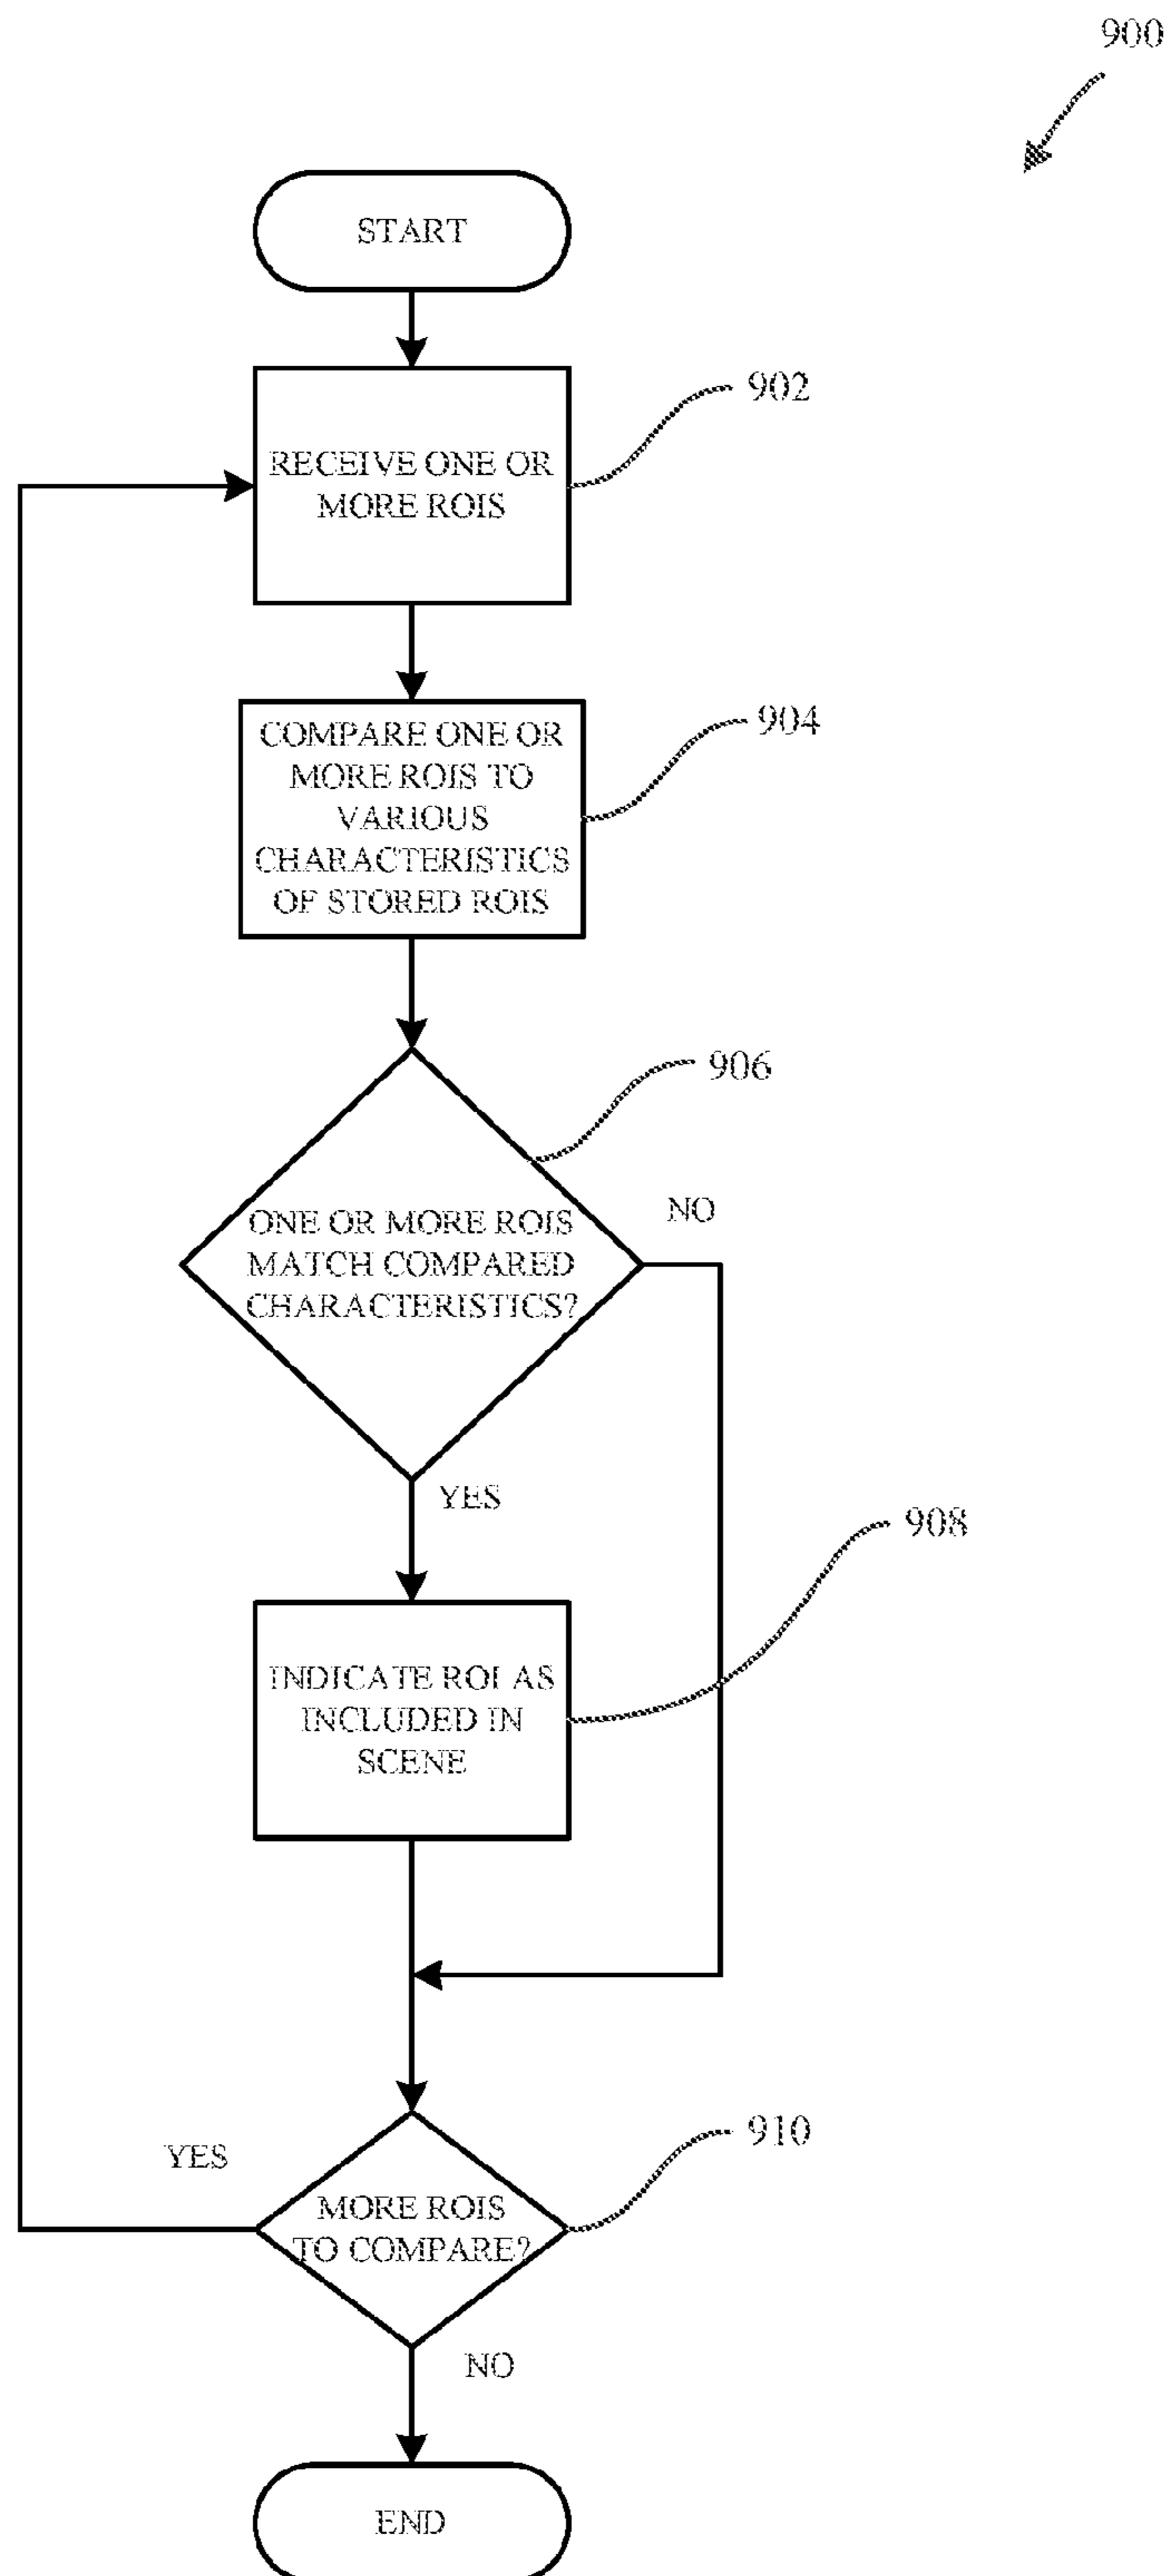 900
START
902
RECEIVE ONE OR
MORE ROIS
904
COMPARE ONE OR
MORE ROIS TO
VARIOUS
CHARACTERISTICS
OF STORED ROIS
906
NO
ONE OR MORE ROIS
MATCH COMPARED
CHARACTERISTICS?
YES
908
INDICATE ROI AS
INCLUDED IN
SCENE
910
YES
MORE ROIS
TO COMPARE?
NO
END